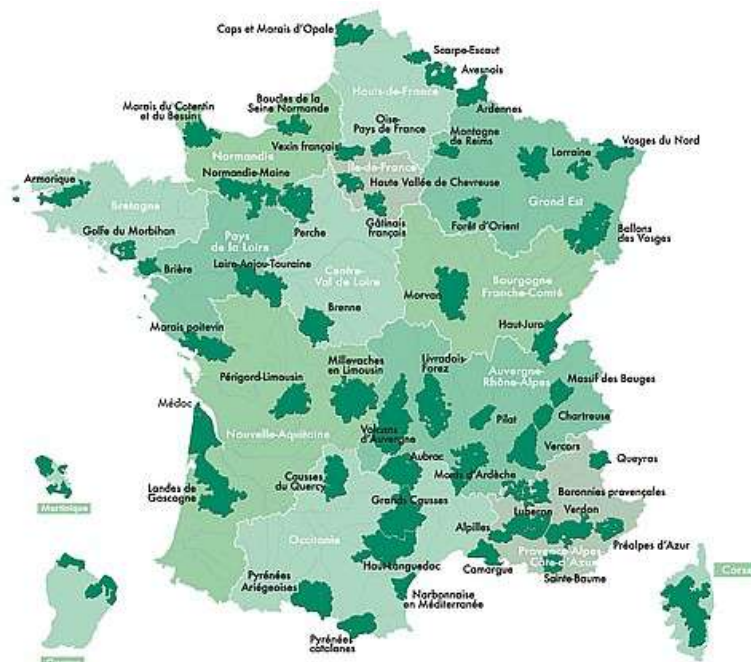 Caps et Marais d'Opale
Scarpe-Escaut
Avesnois
Hauts-de-France
Ardennes
Marais du Cotentin
et du Bessin
Boucles de la
Seine Normande
Oise-
Pays de France
Montagne
de Reims
Vosges du Nord
Vexin français
Lorraine
Normandie
Île-de-France
Armorique
Normandie-Maine
Haute Vallée de Chevreuse
Grand Est
Bretagne
Golfe du Morbihan
Pays
de la Loire
Perche
Gâtinais
français
Forêt d'Orient
Ballons
des Vosges
Brière
Loire-Anjou-Touraine
Centre-
Val de Loire
Morvan
Bourgogne
Franche-Comté
Brenne
Haut-Jura
Marais poitevin
Périgord-Limousin
Millevaches
en Limousin
Livradois-
Forez
Auvergne-
Rhône-Alpes
Massif des Bauges
Médoc
Pilat
Chartreuse
Nouvelle-Aquitaine
Volcans
d'Auvergne
Vercors
Aubrac
Queyras
Landes de
Gascogne
Causses
du Quercy
Monts d'Ardèche
Baronnies provençales
Martinique
Grands Causses
Luberon
Verdon
Alpilles
Occitanie
Préalpes d'Azur
Haut-Languedoc
Provence-Alpes
Côte-d'Azur
Camargue
Sainte-Baume
Corse
Pyrénées
Ariégeoises
Narbonnaise
en Méditerranée
Pyrénées
catalanes